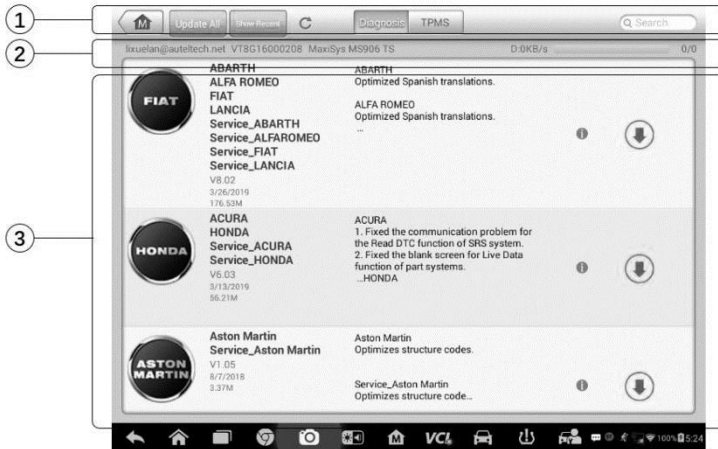 1
Update All
Show Recent
Diagnosis
TPMS
Search
2
lixuelan@auteltech.net VT8G16000208 MaxiSys MS906 TS
D:0KB/s
0/0
3
FIAT
ABARTH
ALFA ROMEO
FIAT
LANCIA
Service_ABARTH
Service_ALFAROMEO
Service_FIAT
Service_LANCIA
V8.02
3/26/2019
176.53M
ABARTH
Optimized Spanish translations.
ALFA ROMEO
Optimized Spanish translations.
...
HONDA
ACURA
HONDA
Service_ACURA
Service_HONDA
V6.03
3/13/2019
56.21M
ACURA
1. Fixed the communication problem for
the Read DTC function of SRS system.
2. Fixed the blank screen for Live Data
function of part systems.
...HONDA
ASTON
MARTIN
Aston Martin
Service_Aston Martin
V1.05
8/7/2018
3.37M
Aston Martin
Optimizes structure codes.
Service_Aston Martin
Optimizes structure code...
M
VCI
100%
5:24